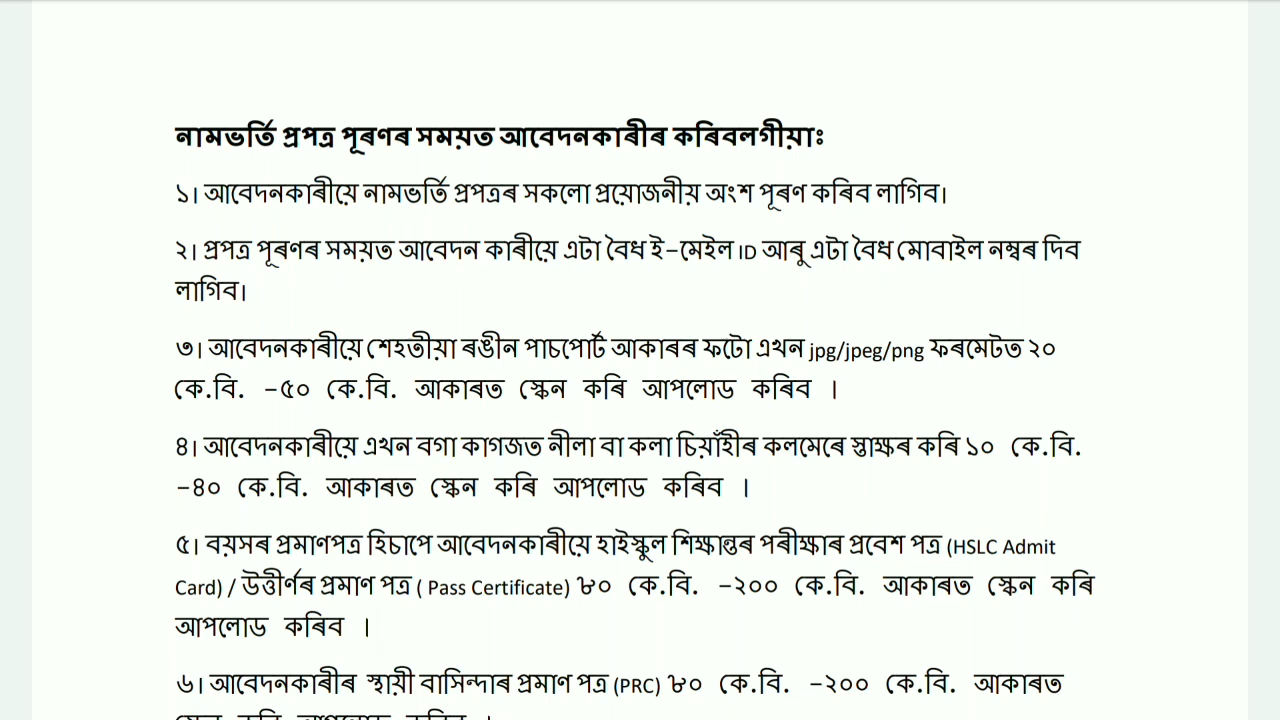 নামভৰ্তি প্ৰপত্ৰ পূৰণৰ সময়ত আবেদনকাৰীৰ কৰিবলগীয়াঃ
১। আবেদনকাৰীয়ে নামভৰ্তি প্ৰপত্ৰৰ সকলো প্ৰয়োজনীয় অংশ পূৰণ কৰিব লাগিব।
২। প্ৰপত্ৰ পূৰণৰ সময়ত আবেদন কাৰীয়ে এটা বৈধ ই-মেইল ID আৰু এটা বৈধ মোবাইল নম্বৰ দিব
লাগিব।
৩। আবেদনকাৰীয়ে শেহতীয়া ৰঙীন পাচপোৰ্ট আকাৰৰ ফটো এখন jpg/jpeg/png ফৰমেটত ২০
কে.বি. -৫০ কে.বি. আকাৰত স্কেন কৰি আপলোড কৰিব ।
৪। আবেদনকাৰীয়ে এখন বগা কাগজত নীলা বা কলা চিয়াঁহীৰ কলমেৰে স্বাক্ষৰ কৰি ১০ কে.বি.
-৪০ কে.বি. আকাৰত স্কেন কৰি আপলোড কৰিব ।
৫। বয়সৰ প্ৰমাণপত্ৰ হিচাপে আবেদনকাৰীয়ে হাইস্কুল শিক্ষান্তৰ পৰীক্ষাৰ প্ৰবেশ পত্ৰ (HSLC Admit
Card) / উত্তীৰ্ণৰ প্ৰমাণ পত্ৰ ( Pass Certificate) ৮০ কে.বি. -২০০ কে.বি. আকাৰত স্কেন কৰি
আপলোড কৰিব ।
৬। আবেদনকাৰীৰ স্থায়ী বাসিন্দাৰ প্ৰমাণ পত্ৰ (PRC) ৮০ কে.বি. -২০০ কে.বি. আকাৰত